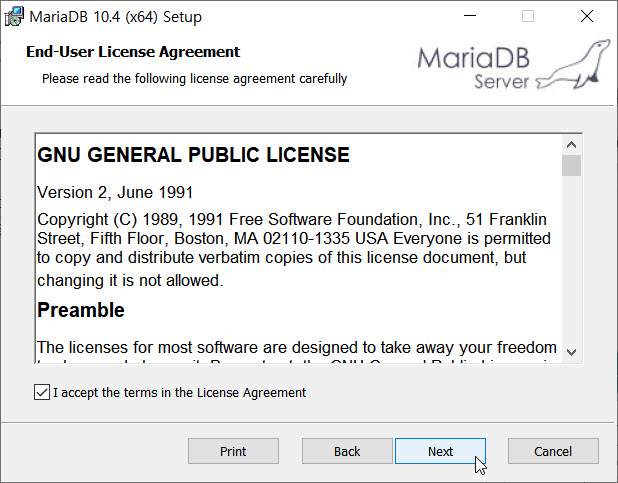 MariaDB 10.4 (x64) Setup
End-User License Agreement
Please read the following license agreement carefully
MariaDB
Server
GNU GENERAL PUBLIC LICENSE
Version 2, June 1991
Copyright (C) 1989, 1991 Free Software Foundation, Inc., 51 Franklin
Street, Fifth Floor, Boston, MA 02110-1335 USA Everyone is permitted
to copy and distribute verbatim copies of this license document, but
changing it is not allowed.
Preamble
The licenses for most software are designed to take away your freedom
I accept the terms in the License Agreement
Print
Back
Next
Cancel